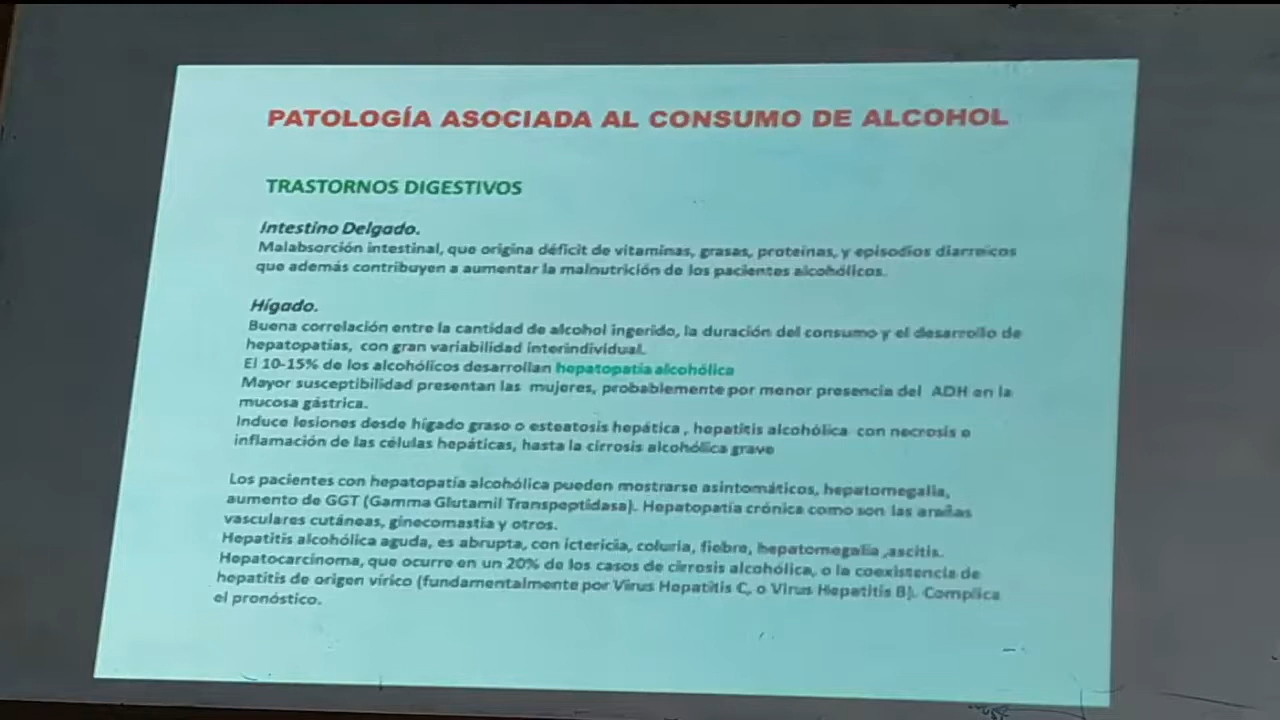 PATOLOGÍA ASOCIADA AL CONSUMO DE ALCOHOL
TRASTORNOS DIGESTIVOS
Intestino Delgado.
Malabsorción intestinal, que origina déficit de vitaminas, grasas, proteínas, y episodios diarreicos
que además contribuyen a aumentar la malnutrición de los pacientes alcohólicos.
Hígado.
Buena correlación entre la cantidad de alcohol ingerido, la duración del consumo y el desarrollo de
hepatopatías, con gran variabilidad interindividual.
El 10-15% de los alcohólicos desarrollan hepatopatía alcohólica
Mayor susceptibilidad presentan las mujeres, probablemente por menor presencia del ADH en la
mucosa gástrica.
Induce lesiones desde hígado graso o esteatosis hepática , hepatitis alcohólica con necrosis e
inflamación de las células hepáticas, hasta la cirrosis alcohólica grave
Los pacientes con hepatopatía alcohólica pueden mostrarse asintomáticos, hepatomegalia,
aumento de GGT (Gamma Glutamil Transpeptidasa). Hepatopatía crónica como son las arañas
vasculares cutáneas, ginecomastia y otros.
Hepatitis alcohólica aguda, es abrupta, con ictericia, coluria, fiebre, hepatomegalia ,ascitis.
Hepatocarcinoma, que ocurre en un 20% de los casos de cirrosis alcohólica, o la coexistencia de
hepatitis de origen vírico (fundamentalmente por Virus Hepatitis C, o Virus Hepatitis B). Complica
el pronóstico.